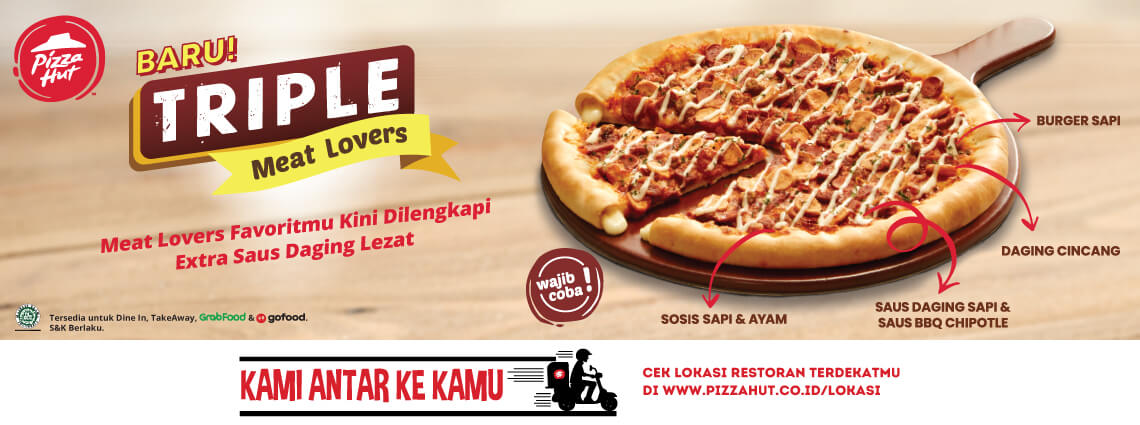 Pizza
Hut
BARU!
TRIPLE
Meat Lovers
Meat Lovers Favoritmu Kini Dilengkapi
Extra Saus Daging Lezat
wajib
coba!
BURGER SAPI
DAGING CINCANG
SAUS DAGING SAPI &
SAUS BBQ CHIPOTLE
SOSIS SAPI & AYAM
Tersedia untuk Dine In, TakeAway, GrabFood & gofood.
S&K Berlaku.
KAMI ANTAR KE KAMU
CEK LOKASI RESTORAN TERDEKATMU
DI WWW.PIZZAHUT.CO.ID/LOKASI